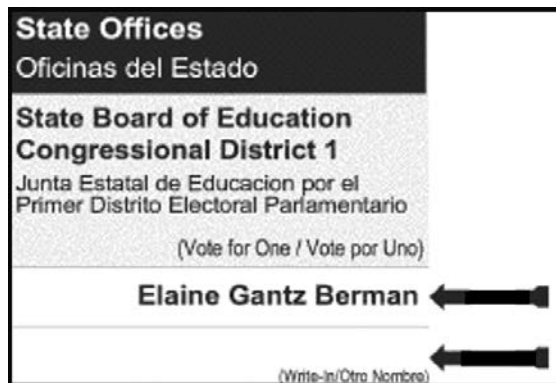 State Offices
Oficinas del Estado
State Board of Education
Congressional District 1
Junta Estatal de Educacion por el
Primer Distrito Electoral Parlamentario
(Vote for One / Vote por Uno)
Elaine Gantz Berman
(Write-In/Otro Nombre)